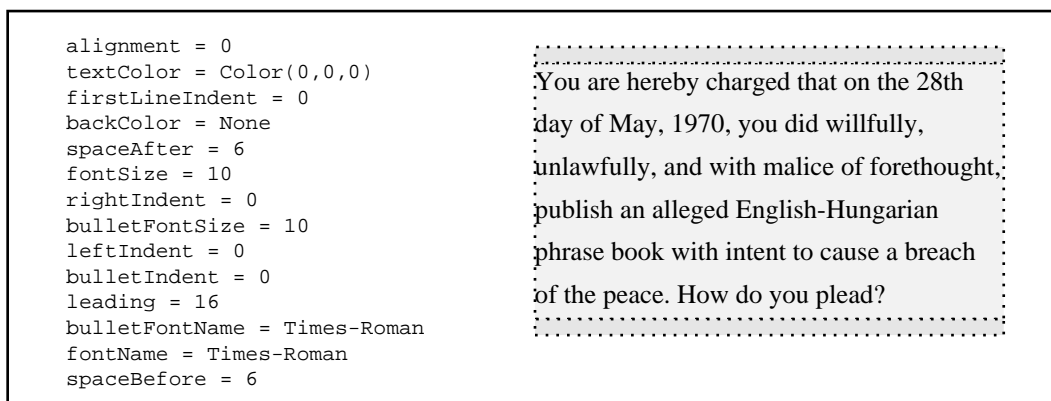 alignment = 0
textColor = Color(0,0,0)
firstLineIndent = 0
backColor = None
spaceAfter = 6
fontSize = 10
rightIndent = 0
bulletFontSize = 10
leftIndent = 0
bulletIndent = 0
leading = 16
bulletFontName = Times-Roman
fontName = Times-Roman
spaceBefore = 6
You are hereby charged that on the 28th
day of May, 1970, you did willfully,
unlawfully, and with malice of forethought,
publish an alleged English-Hungarian
phrase book with intent to cause a breach
of the peace. How do you plead?